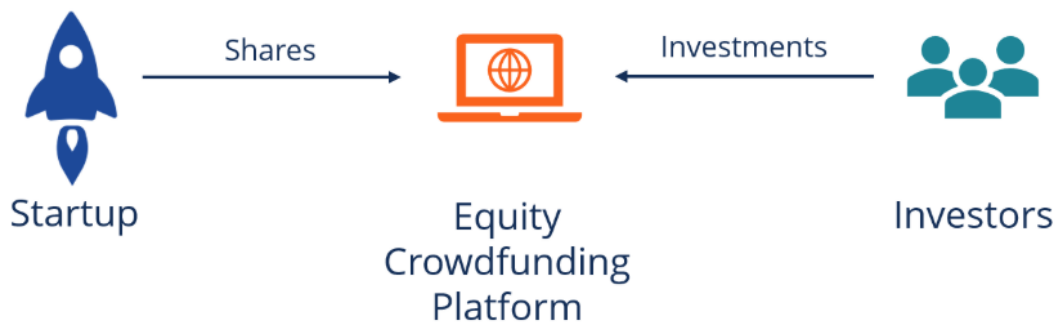 Shares
Investments
Startup
Equity
Crowdfunding
Platform
Investors